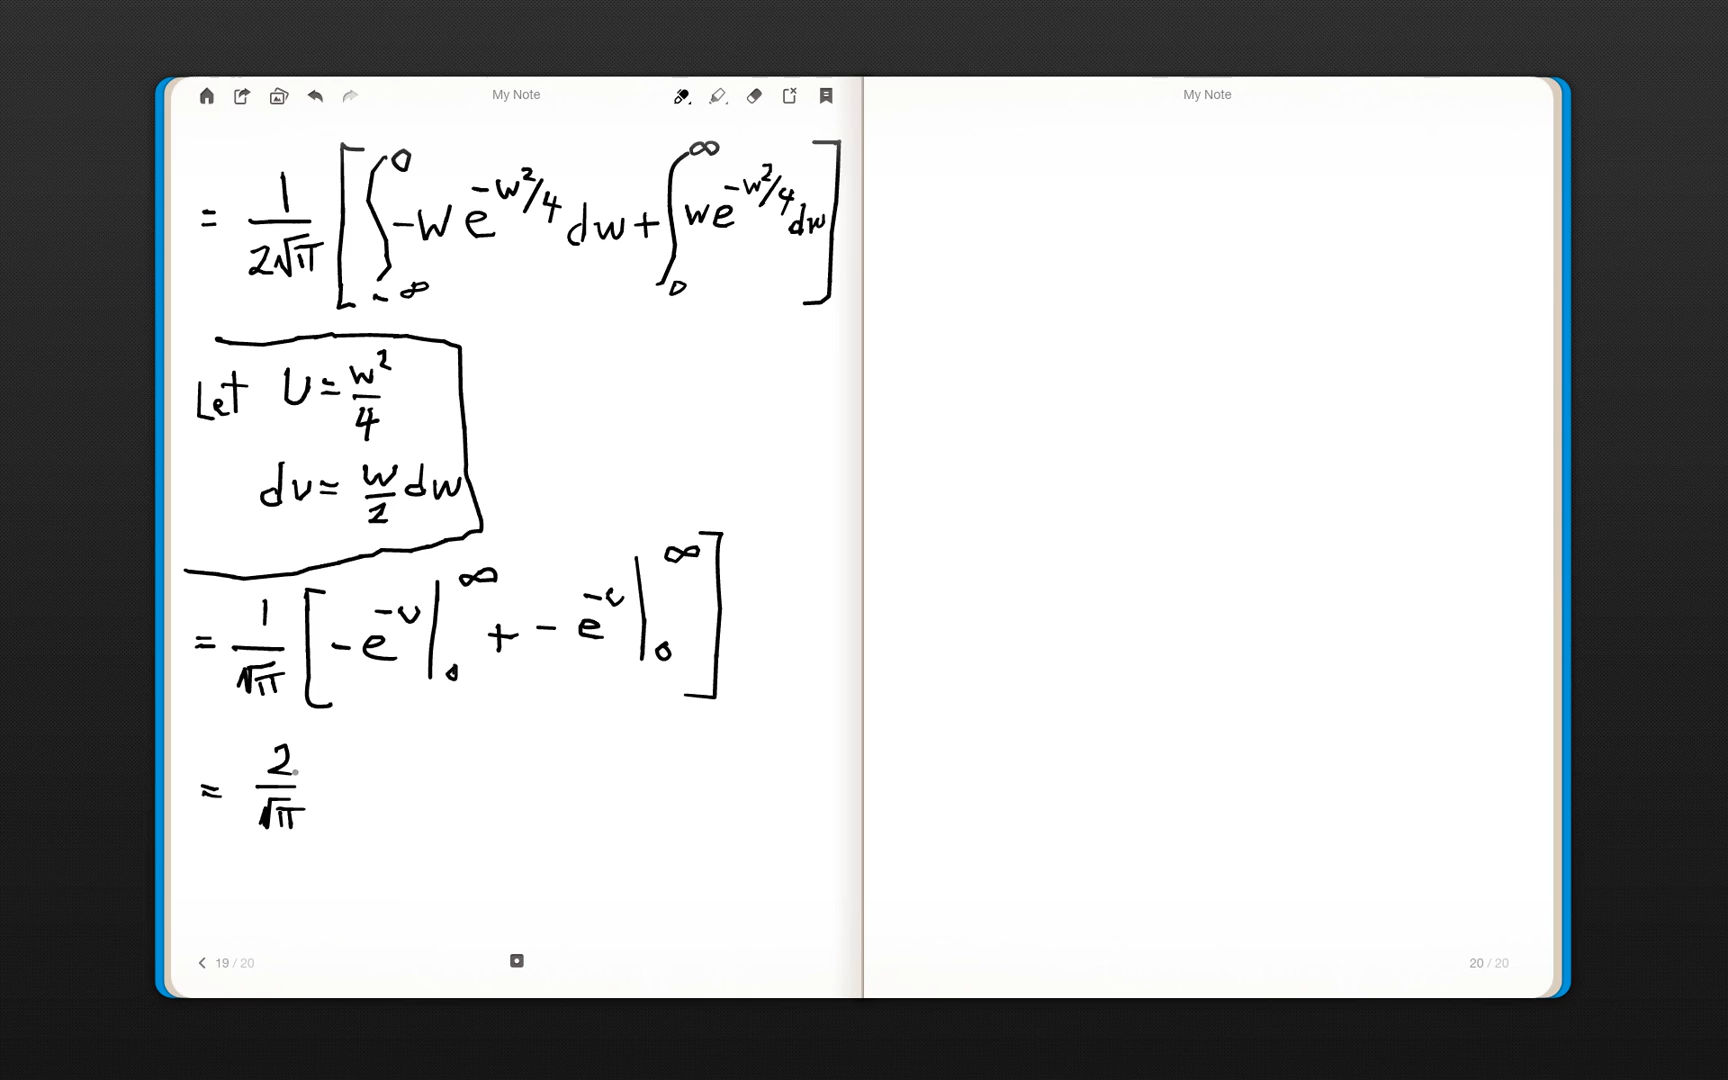 My Note
My Note
= 1/(2√π) [ ∫_{-∞}^{0} -W e^{-w²/4} dw + ∫_{0}^{∞} we^{-w²/4} dw ]
Let U = w²/4
du = w/2 dw
= 1/√π [ -e^{-u} |_{0}^{∞} + - e^{-u} |_{0}^{∞} ]
= 2/√π
19 / 20
20 / 20